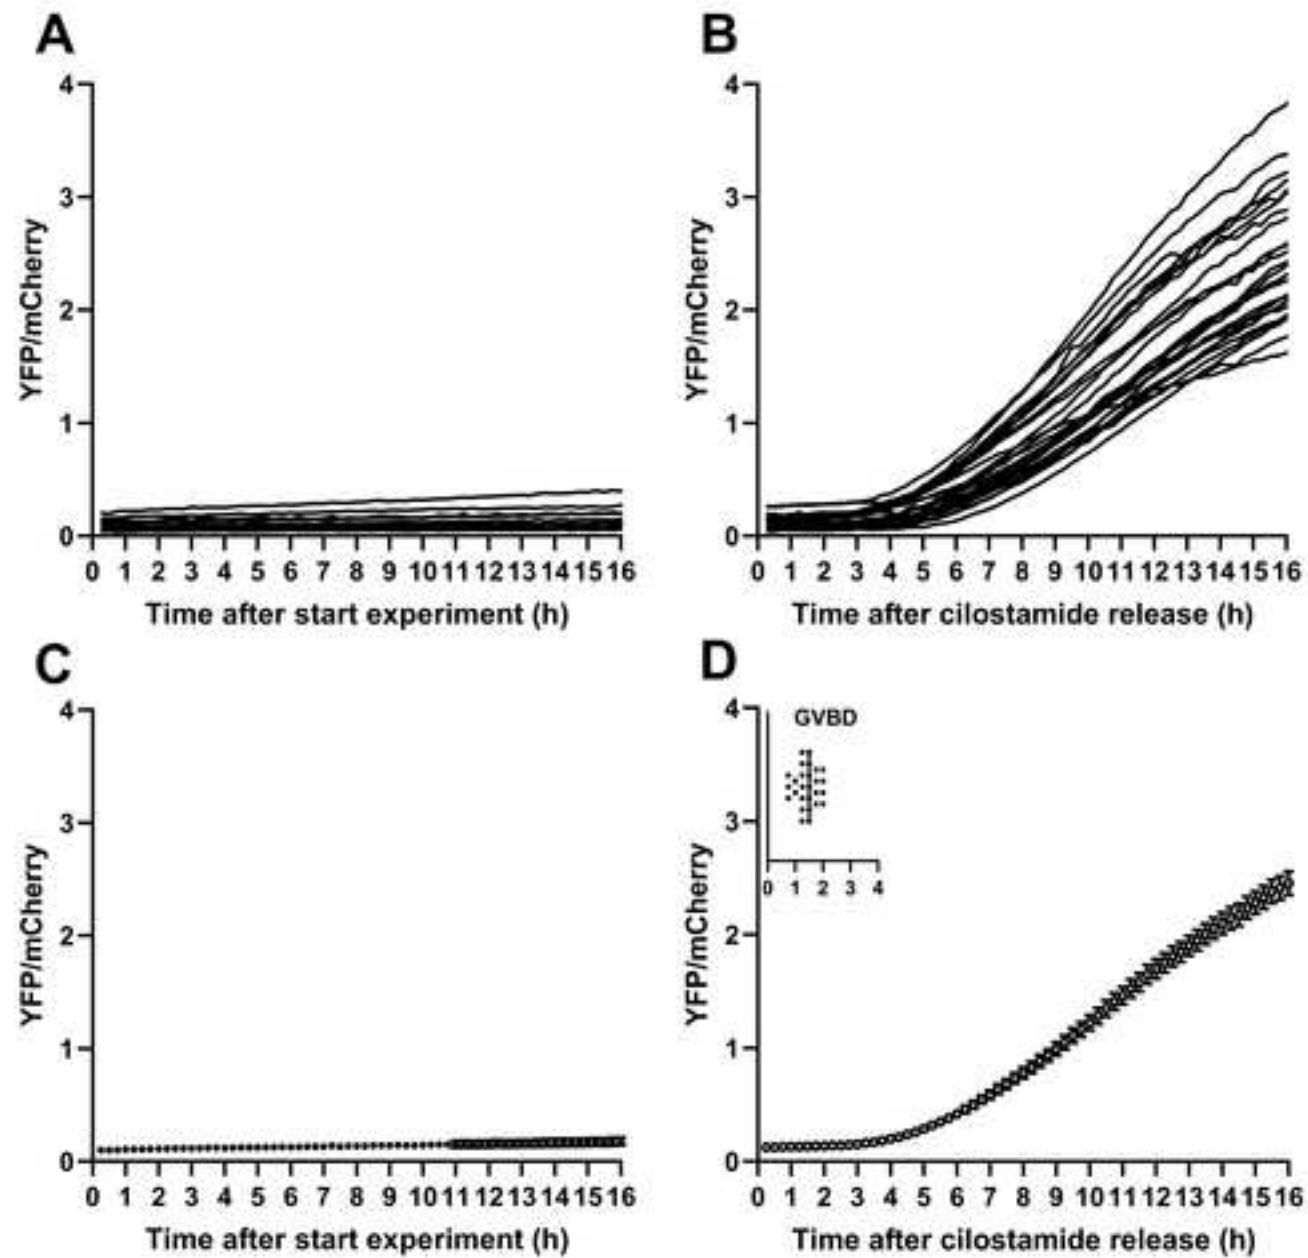 A
4
3
2
1
0
YFP/mCherry
0 1 2 3 4 5 6 7 8 9 10 11 12 13 14 15 16
Time after start experiment (h)
B
4
3
2
1
0
YFP/mCherry
0 1 2 3 4 5 6 7 8 9 10 11 12 13 14 15 16
Time after cilostamide release (h)
C
4
3
2
1
0
YFP/mCherry
0 1 2 3 4 5 6 7 8 9 10 11 12 13 14 15 16
Time after start experiment (h)
D
4
3
2
1
0
YFP/mCherry
GVBD
0 1 2 3 4
0 1 2 3 4 5 6 7 8 9 10 11 12 13 14 15 16
Time after cilostamide release (h)